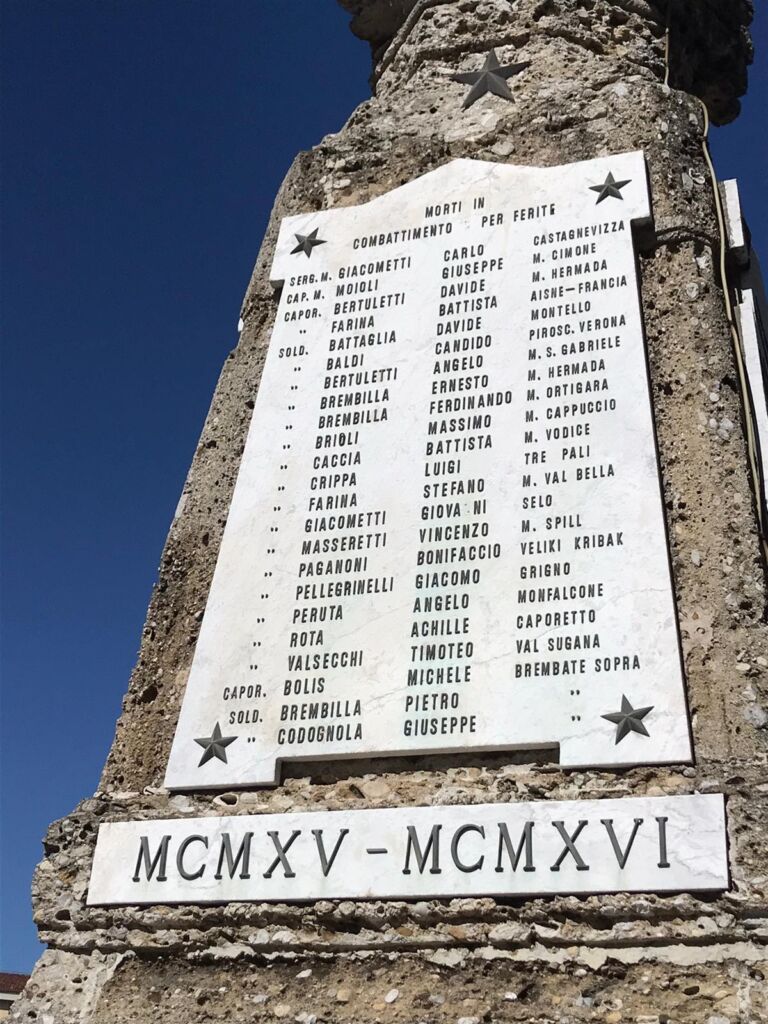 MORTI IN
COMBATTIMENTO PER FERITE
SERG. M. GIACOMETTI CARLO CASTAGNEVIZZA
CAP. M. MOIOLI GIUSEPPE M. CIMONE
CAPOR. BERTULETTI DAVIDE M. HERMADA
" FARINA BATTISTA AISNE-FRANCIA
SOLD. BATTAGLIA DAVIDE MONTELLO
" BALDI CANDIDO PIROSC. VERONA
" BERTULETTI ANGELO M. S. GABRIELE
" BREMBILLA ERNESTO M. HERMADA
" BREMBILLA FERDINANDO M. ORTIGARA
" BRIOLI MASSIMO M. CAPPUCCIO
" CACCIA BATTISTA M. VODICE
" CRIPPA LUIGI TRE PALI
" FARINA STEFANO M. VAL BELLA
" GIACOMETTI GIOVA NI SELO
" MASSERETTI VINCENZO M. SPILL
" PAGANONI BONIFACCIO VELIKI KRIBAK
" PELLEGRINELLI GIACOMO GRIGNO
" PERUTA ANGELO MONFALCONE
" ROTA ACHILLE CAPORETTO
" VALSECCHI TIMOTEO VAL SUGANA
CAPOR. BOLIS MICHELE BREMBATE SOPRA
SOLD. BREMBILLA PIETRO "
" CODOGNOLA GIUSEPPE "
MCMXV - MCMXVI